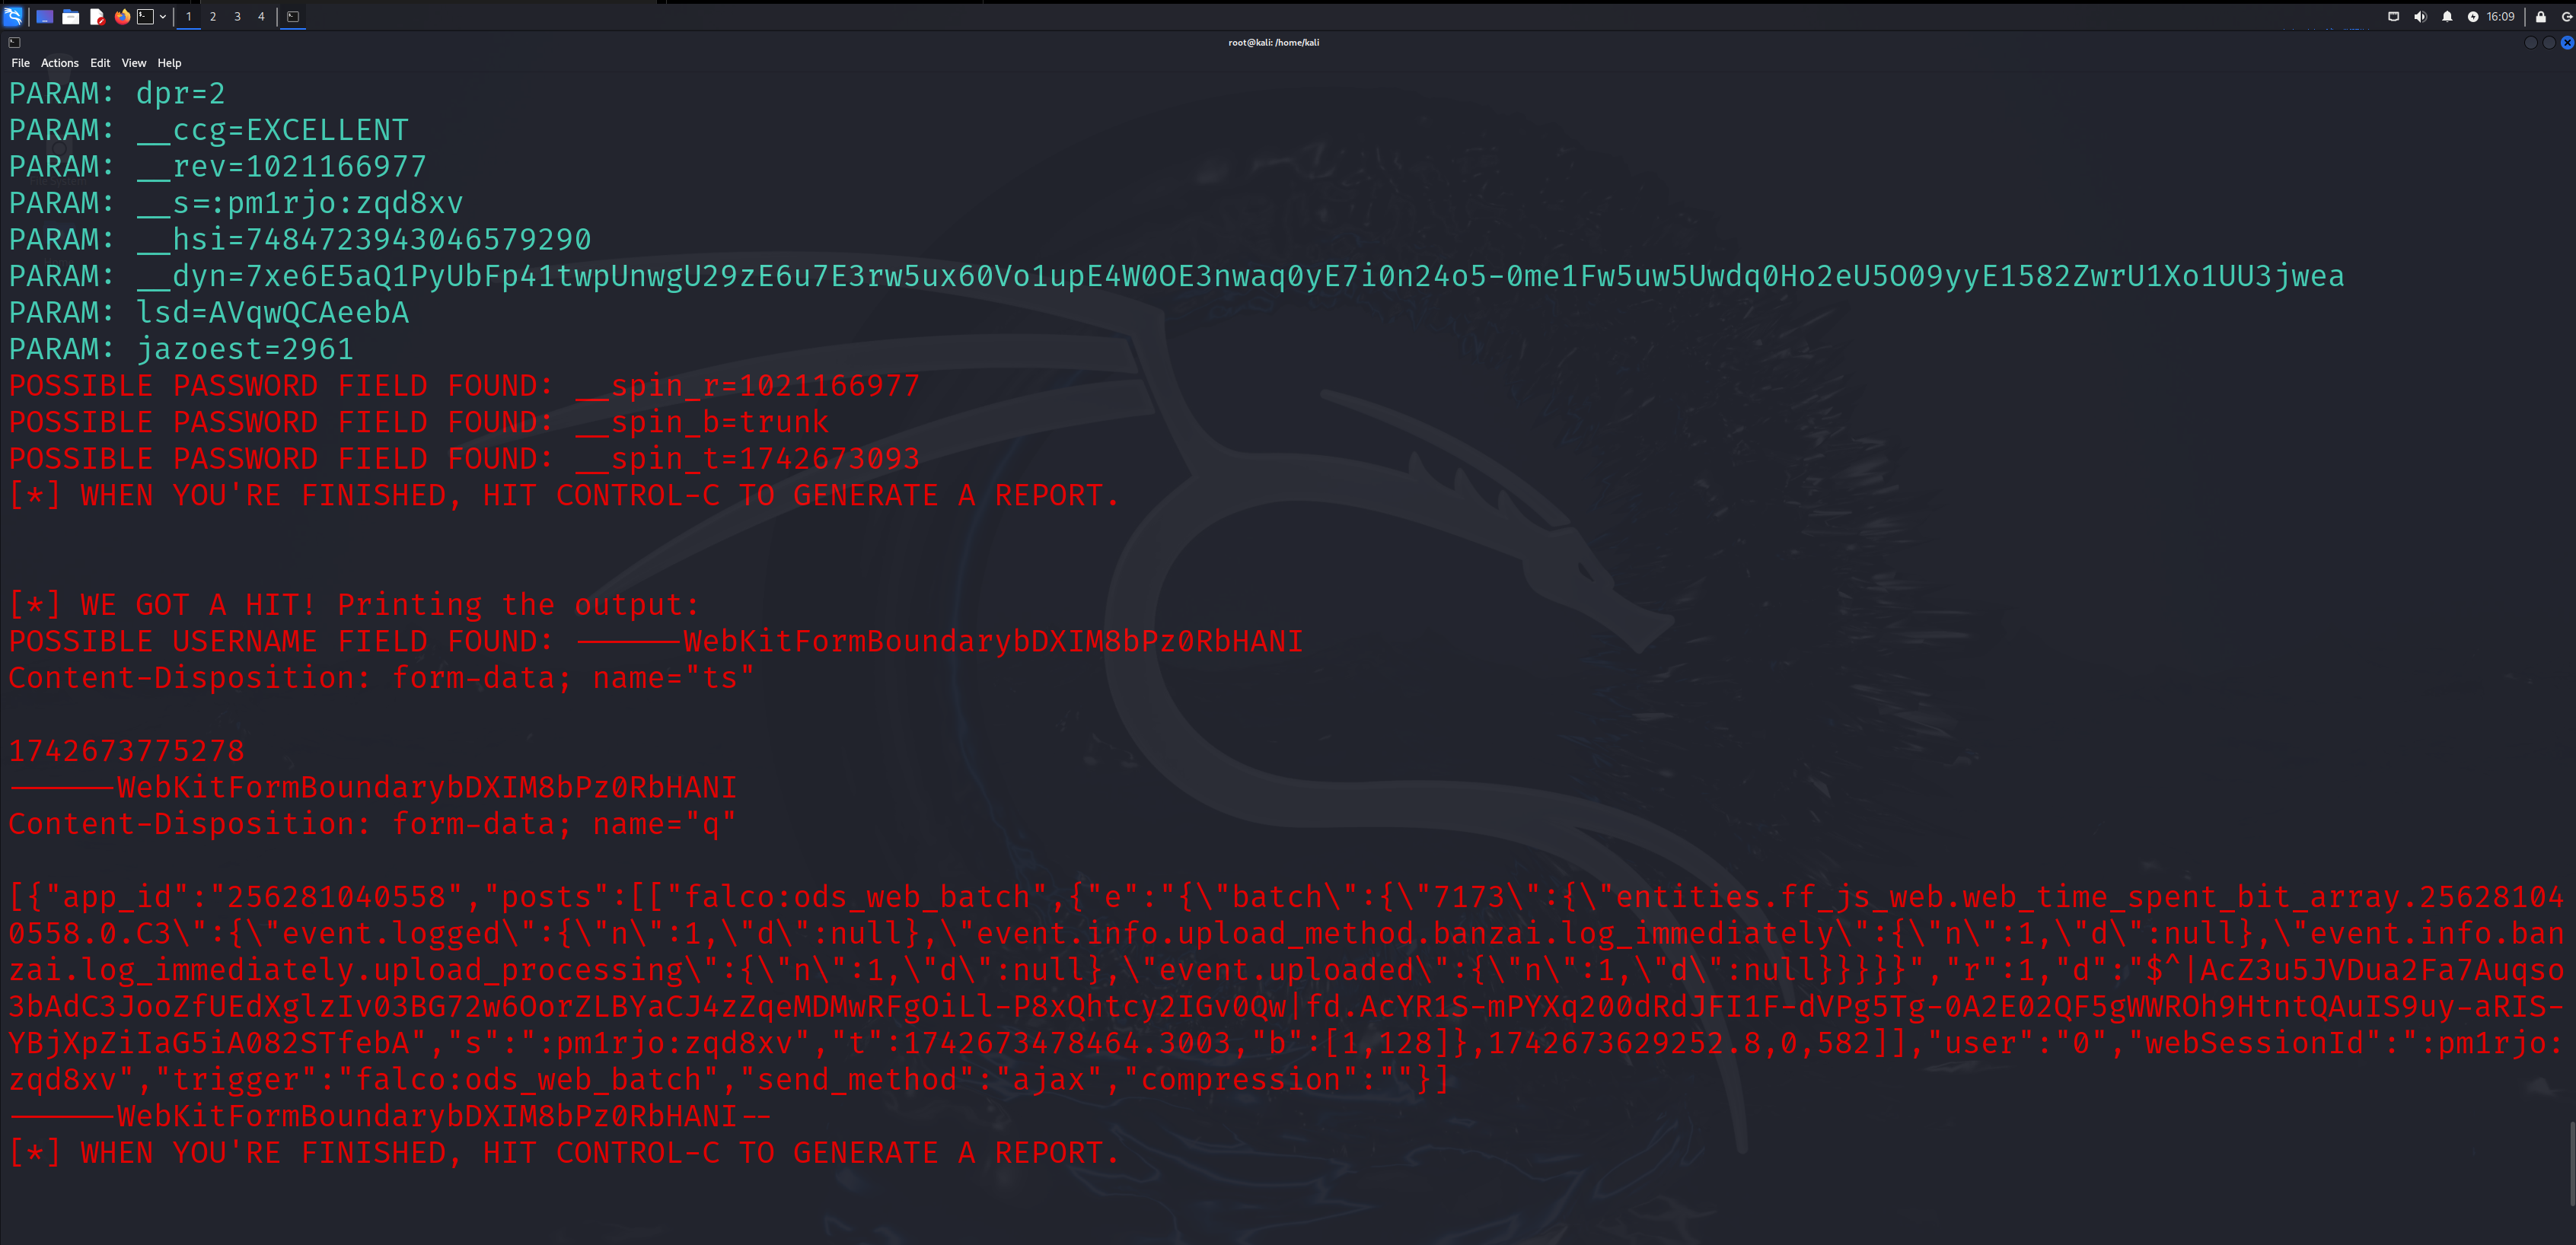 1 2 3 4 16:09
root@kali: /home/kali
File Actions Edit View Help
PARAM: dpr=2
PARAM: __ccg=EXCELLENT
PARAM: __rev=1021166977
PARAM: __s=:pm1rjo:zqd8xv
PARAM: __hsi=7484723943046579290
PARAM: __dyn=7xe6E5aQ1PyUbFp41twpUnwgU29zE6u7E3rw5ux60Vo1upE4W0OE3nwaq0yE7i0n24o5-0me1Fw5uw5Uwdq0Ho2eU5O09yyE1582ZwrU1Xo1UU3jwea
PARAM: lsd=AVqwQCAeebA
PARAM: jazoest=2961
POSSIBLE PASSWORD FIELD FOUND: __spin_r=1021166977
POSSIBLE PASSWORD FIELD FOUND: __spin_b=trunk
POSSIBLE PASSWORD FIELD FOUND: __spin_t=1742673093
[*] WHEN YOU'RE FINISHED, HIT CONTROL-C TO GENERATE A REPORT.
[*] WE GOT A HIT! Printing the output:
POSSIBLE USERNAME FIELD FOUND: ------WebKitFormBoundarybDXIM8bPz0RbHANI
Content-Disposition: form-data; name="ts"
1742673775278
------WebKitFormBoundarybDXIM8bPz0RbHANI
Content-Disposition: form-data; name="q"
[{"app_id":"256281040558","posts":[["falco:ods_web_batch",{"e":"{\"batch\":{\"7173\":{\"entities.ff_js_web.web_time_spent_bit_array.25628104
0558.0.C3\":{\"event.logged\":{\"n\":1,\"d\":null},\"event.info.upload_method.banzai.log_immediately\":{\"n\":1,\"d\":null},\"event.info.ban
zai.log_immediately.upload_processing\":{\"n\":1,\"d\":null},\"event.uploaded\":{\"n\":1,\"d\":null}}}}}","r":1,"d":"$^|AcZ3u5JVDua2Fa7Auqso
3bAdC3JooZfUEdXglzIv03BG72w6OorZLBYaCJ4zZqeMDMwRFgOiLl-P8xQhtcy2IGv0Qw|fd.AcYR1S-mPYXq200dRdJFI1F-dVPg5Tg-0A2E02QF5gWWROh9HtntQAuIS9uy-aRIS-
YBjXpZiIaG5iA082STfebA","s":":pm1rjo:zqd8xv","t":1742673478464.3003,"b":[1,128]},1742673629252.8,0,582]],"user":"0","webSessionId":":pm1rjo:
zqd8xv","trigger":"falco:ods_web_batch","send_method":"ajax","compression":""}]
------WebKitFormBoundarybDXIM8bPz0RbHANI--
[*] WHEN YOU'RE FINISHED, HIT CONTROL-C TO GENERATE A REPORT.